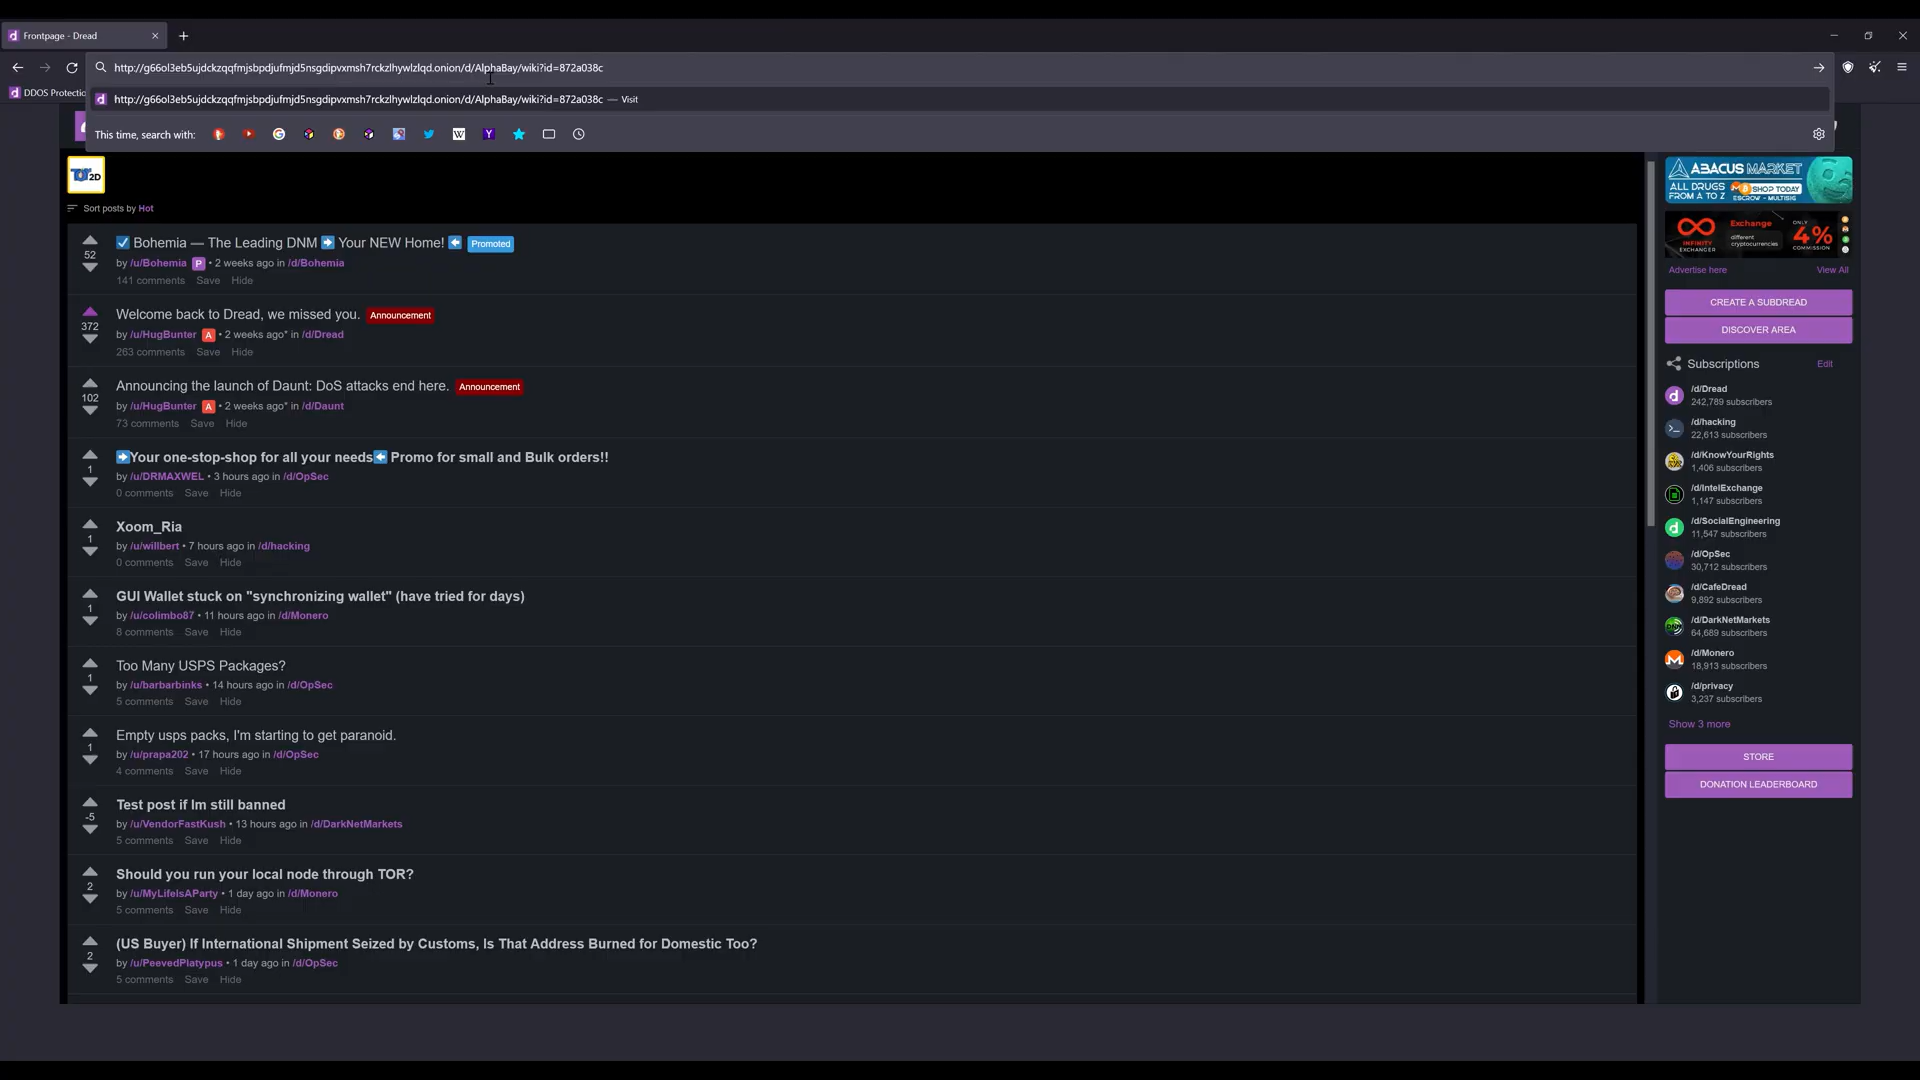 Frontpage - Dread
http://g66ol3eb5ujdckzqqfmjsbpdjufmjd5nsgdipvxmsh7rckzlhywlzlqd.onion/d/AlphaBay/wiki?id=872a038c
DDOS Protectio
http://g66ol3eb5ujdckzqqfmjsbpdjufmjd5nsgdipvxmsh7rckzlhywlzlqd.onion/d/AlphaBay/wiki?id=872a038c — Visit
This time, search with:
Sort posts by Hot
52
Bohemia — The Leading DNM ➡ Your NEW Home! ⬅ Promoted
by /u/Bohemia P • 2 weeks ago in /d/Bohemia
141 comments Save Hide
372
Welcome back to Dread, we missed you. Announcement
by /u/HugBunter A • 2 weeks ago* in /d/Dread
263 comments Save Hide
102
Announcing the launch of Daunt: DoS attacks end here. Announcement
by /u/HugBunter A • 2 weeks ago* in /d/Daunt
73 comments Save Hide
1
➡Your one-stop-shop for all your needs⬅ Promo for small and Bulk orders!!
by /u/DRMAXWEL • 3 hours ago in /d/OpSec
0 comments Save Hide
1
Xoom_Ria
by /u/willbert • 7 hours ago in /d/hacking
0 comments Save Hide
1
GUI Wallet stuck on "synchronizing wallet" (have tried for days)
by /u/colimbo87 • 11 hours ago in /d/Monero
8 comments Save Hide
1
Too Many USPS Packages?
by /u/barbarbinks • 14 hours ago in /d/OpSec
5 comments Save Hide
1
Empty usps packs, I'm starting to get paranoid.
by /u/prapa202 • 17 hours ago in /d/OpSec
4 comments Save Hide
-5
Test post if Im still banned
by /u/VendorFastKush • 13 hours ago in /d/DarkNetMarkets
5 comments Save Hide
2
Should you run your local node through TOR?
by /u/MyLifeIsAParty • 1 day ago in /d/Monero
5 comments Save Hide
2
(US Buyer) If International Shipment Seized by Customs, Is That Address Burned for Domestic Too?
by /u/PeevedPlatypus • 1 day ago in /d/OpSec
5 comments Save Hide
ABACUS MARKET
ALL DRUGS FROM A TO Z
SHOP TODAY
ESCROW - MULTISIG
INFINITY EXCHANGER
Exchange
different cryptocurrencies
ONLY
4%
COMMISSION
Advertise here View All
CREATE A SUBDREAD
DISCOVER AREA
Subscriptions Edit
/d/Dread
242,789 subscribers
/d/hacking
22,613 subscribers
/d/KnowYourRights
1,406 subscribers
/d/IntelExchange
1,147 subscribers
/d/SocialEngineering
11,547 subscribers
/d/OpSec
30,712 subscribers
/d/CafeDread
9,892 subscribers
/d/DarkNetMarkets
64,689 subscribers
/d/Monero
18,913 subscribers
/d/privacy
3,237 subscribers
Show 3 more
STORE
DONATION LEADERBOARD